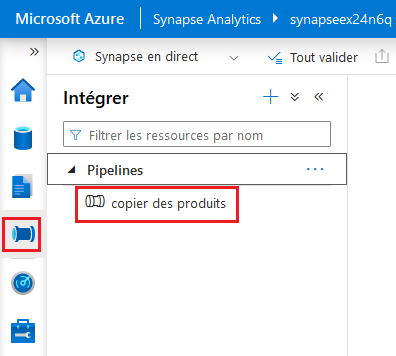 Microsoft Azure Synapse Analytics synapseex24n6q
Synapse en direct Tout valider
Intégrer
Filtrer les ressources par nom
Pipelines
copier des produits